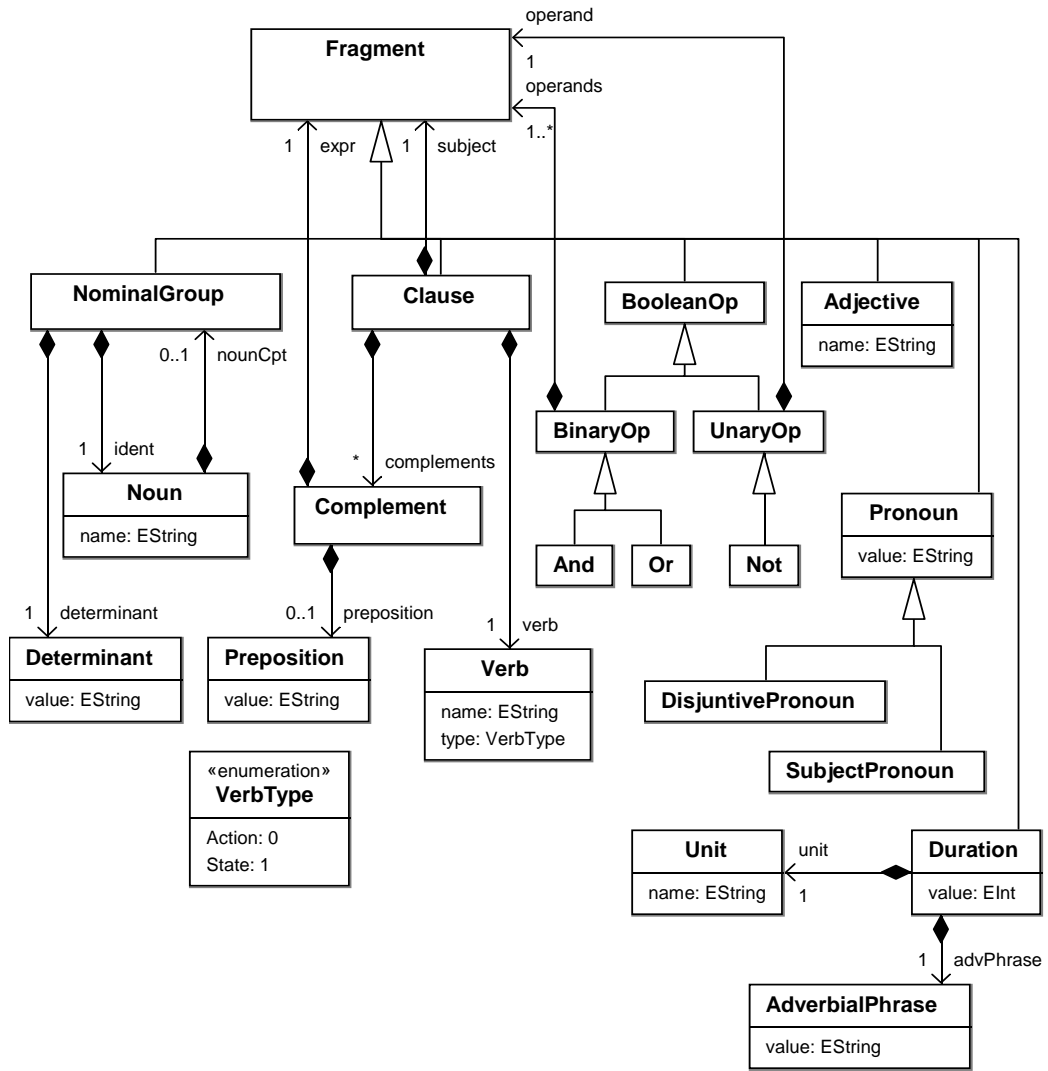 operand
Fragment
1
operands
1..*
1 expr
1 subject
NominalGroup
Clause
BooleanOp
Adjective
name: EString
0..1 nounCpt
BinaryOp
UnaryOp
1 ident
* complements
Noun
name: EString
Complement
Pronoun
value: EString
And
Or
Not
1 determinant
0..1 preposition
1 verb
Determinant
value: EString
Preposition
value: EString
Verb
name: EString
type: VerbType
DisjuntivePronoun
SubjectPronoun
«enumeration»
VerbType
Action: 0
State: 1
Unit
name: EString
unit
1
Duration
value: EInt
1 advPhrase
AdverbialPhrase
value: EString